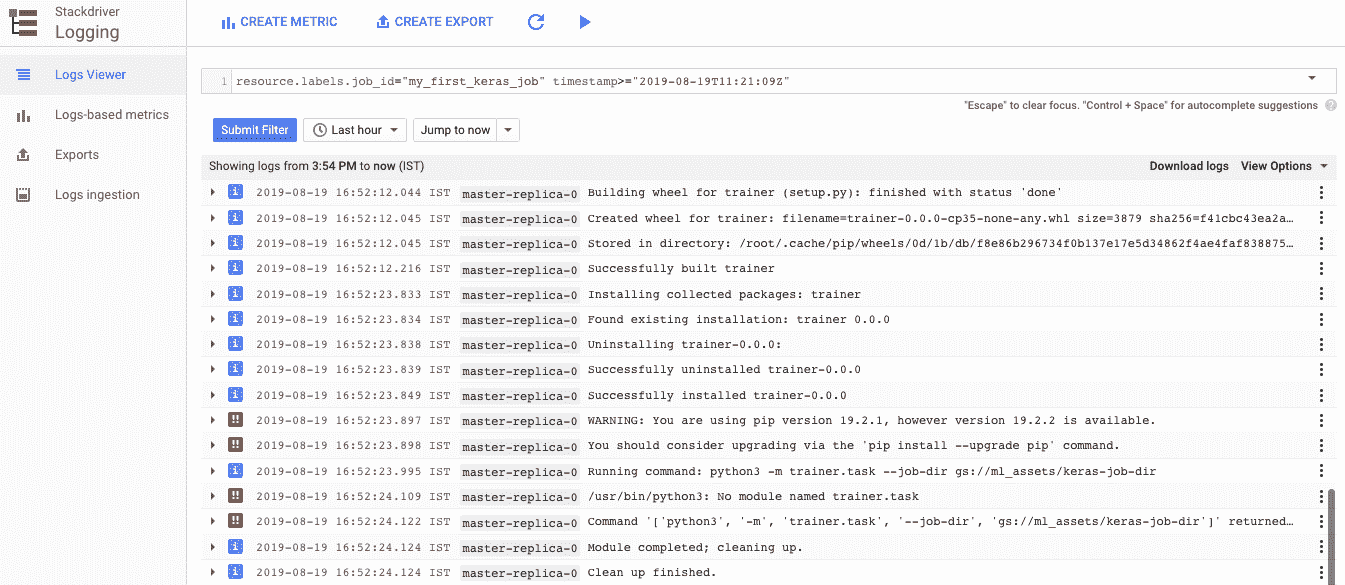 Stackdriver
Logging
CREATE METRIC CREATE EXPORT
Logs Viewer
Logs-based metrics
Exports
Logs ingestion
1 resource.labels.job_id="my_first_keras_job" timestamp>="2019-08-19T11:21:09Z"
"Escape" to clear focus. "Control + Space" for autocomplete suggestions ?
Submit Filter Last hour Jump to now
Showing logs from 3:54 PM to now (IST) Download logs View Options
i 2019-08-19 16:52:12.044 IST master-replica-0 Building wheel for trainer (setup.py): finished with status 'done'
i 2019-08-19 16:52:12.045 IST master-replica-0 Created wheel for trainer: filename=trainer-0.0.0-cp35-none-any.whl size=3879 sha256=f41cbc43ea2a…
i 2019-08-19 16:52:12.045 IST master-replica-0 Stored in directory: /root/.cache/pip/wheels/0d/1b/db/f8e86b296734f0b137e17e5d34862f4ae4faf838875…
i 2019-08-19 16:52:12.216 IST master-replica-0 Successfully built trainer
i 2019-08-19 16:52:23.833 IST master-replica-0 Installing collected packages: trainer
i 2019-08-19 16:52:23.834 IST master-replica-0 Found existing installation: trainer 0.0.0
i 2019-08-19 16:52:23.838 IST master-replica-0 Uninstalling trainer-0.0.0:
i 2019-08-19 16:52:23.839 IST master-replica-0 Successfully uninstalled trainer-0.0.0
i 2019-08-19 16:52:23.849 IST master-replica-0 Successfully installed trainer-0.0.0
!! 2019-08-19 16:52:23.897 IST master-replica-0 WARNING: You are using pip version 19.2.1, however version 19.2.2 is available.
!! 2019-08-19 16:52:23.898 IST master-replica-0 You should consider upgrading via the 'pip install --upgrade pip' command.
i 2019-08-19 16:52:23.995 IST master-replica-0 Running command: python3 -m trainer.task --job-dir gs://ml_assets/keras-job-dir
!! 2019-08-19 16:52:24.109 IST master-replica-0 /usr/bin/python3: No module named trainer.task
!! 2019-08-19 16:52:24.122 IST master-replica-0 Command '['python3', '-m', 'trainer.task', '--job-dir', 'gs://ml_assets/keras-job-dir']' returned…
i 2019-08-19 16:52:24.124 IST master-replica-0 Module completed; cleaning up.
i 2019-08-19 16:52:24.124 IST master-replica-0 Clean up finished.